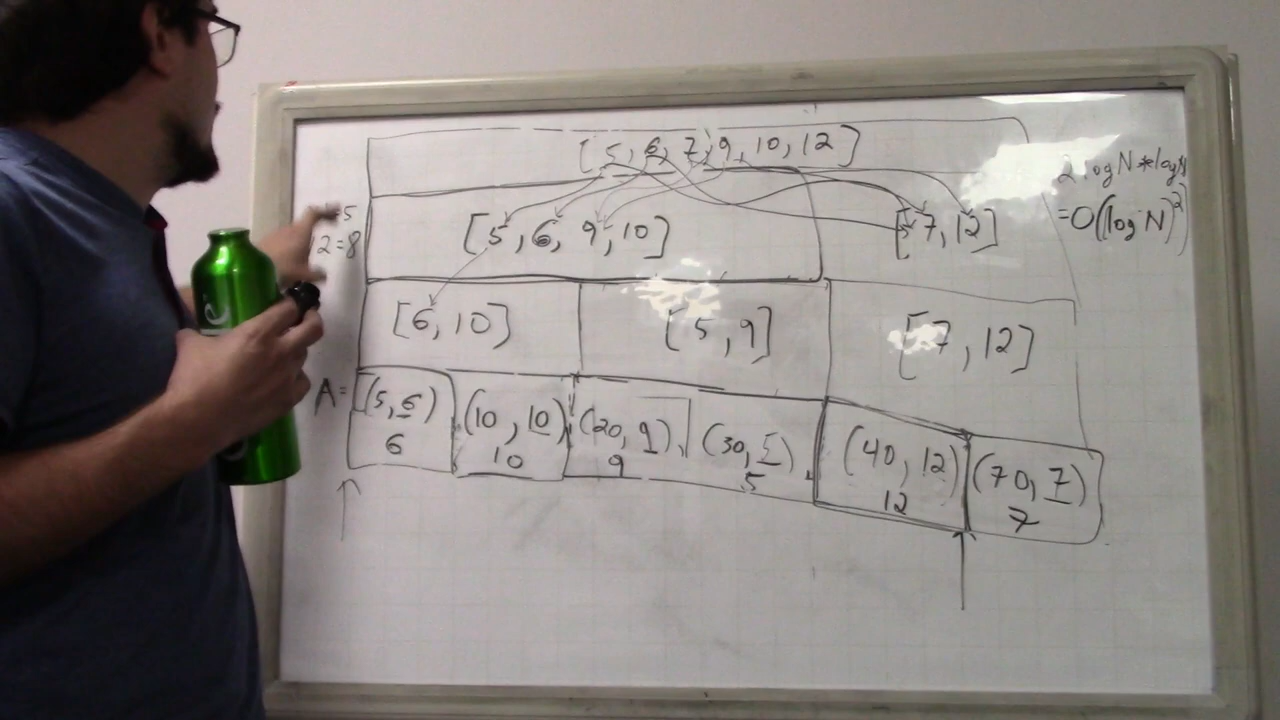 [5, 6, 7, 9, 10, 12]
2 log N * log N
= O((log N)²)
=5
12=8
[5, 6, 9, 10] [7, 12]
[6, 10] [5, 9] [7, 12]
A= (5, 6) (10, 10) (20, 9) (30, 5) (40, 12) (70, 7)
6 10 9 5 12 7